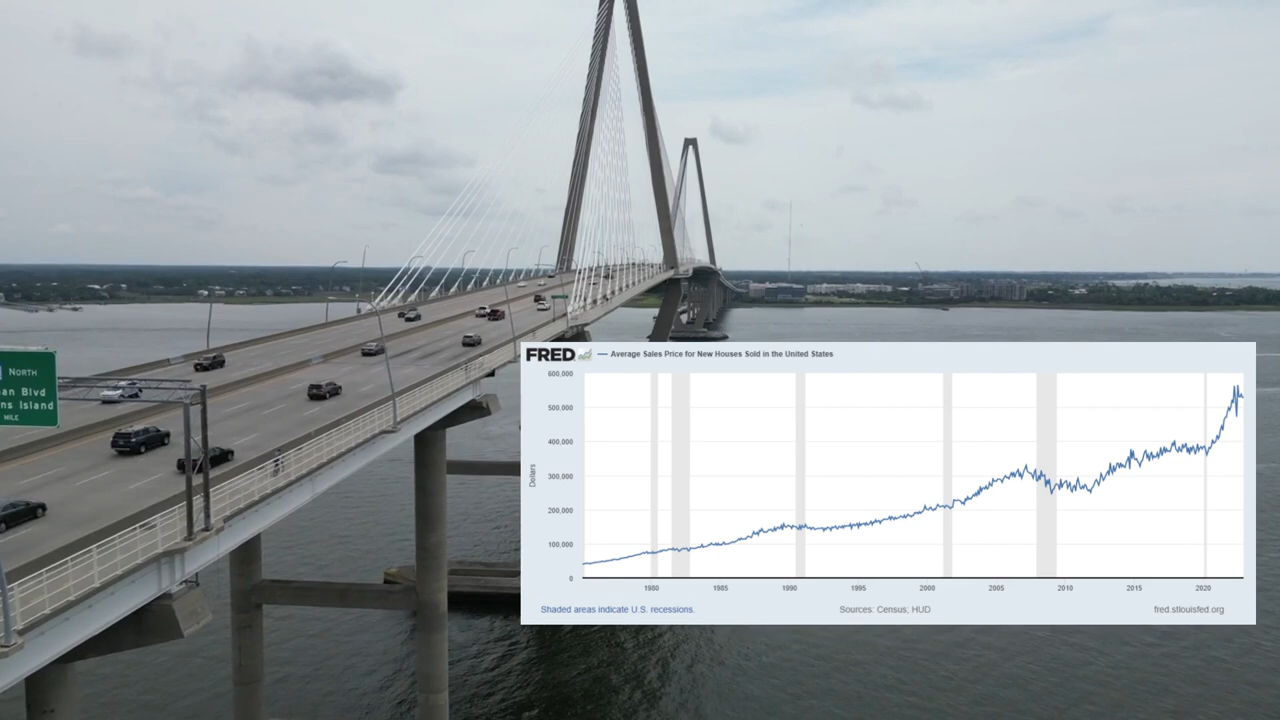 NORTH
an Blvd
ns Island
MILE
FRED
Average Sales Price for New Houses Sold in the United States
600,000
500,000
400,000
300,000
200,000
100,000
0
Dollars
1980 1985 1990 1995 2000 2005 2010 2015 2020
Shaded areas indicate U.S. recessions. Sources: Census; HUD fred.stlouisfed.org